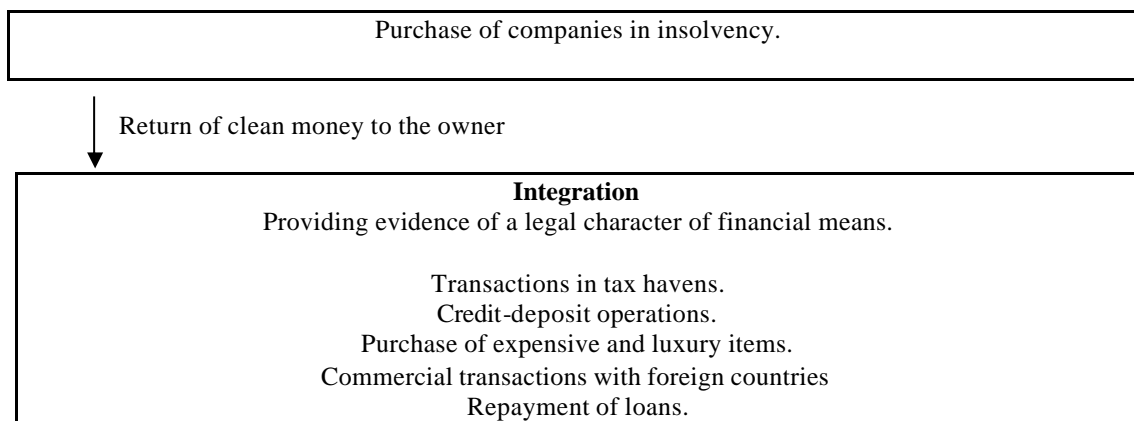 Purchase of companies in insolvency.
Return of clean money to the owner
Integration
Providing evidence of a legal character of financial means.
Transactions in tax havens.
Credit-deposit operations.
Purchase of expensive and luxury items.
Commercial transactions with foreign countries
Repayment of loans.